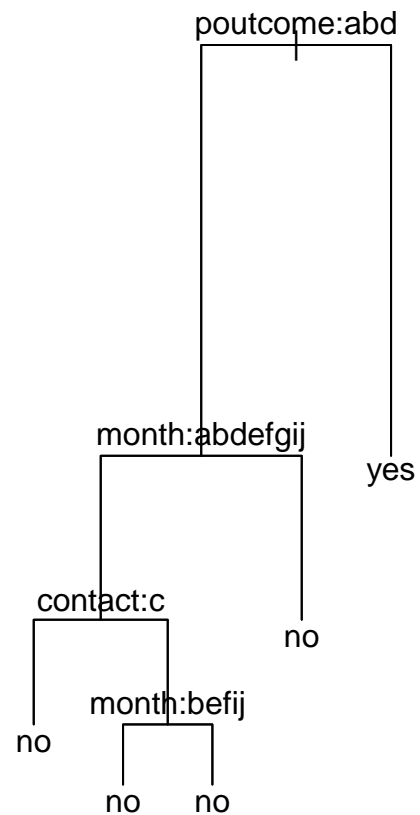 poutcome:abd
month:abdefgij
yes
contact:c
no
month:befij
no
no no